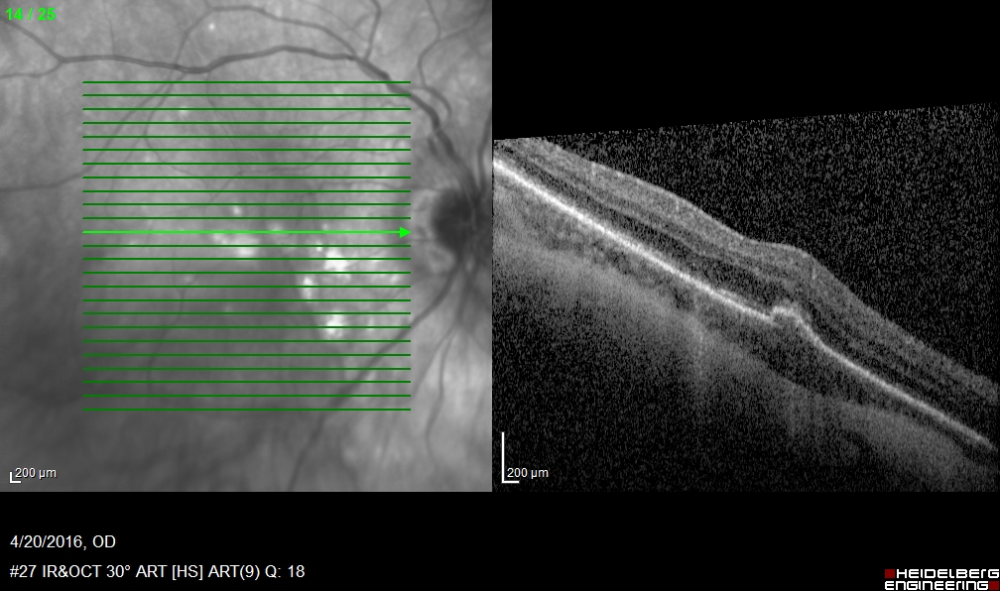 14 / 25
200 µm
200 µm
4/20/2016, OD
#27 IR&OCT 30° ART [HS] ART(9) Q: 18
HEIDELBERG
ENGINEERING